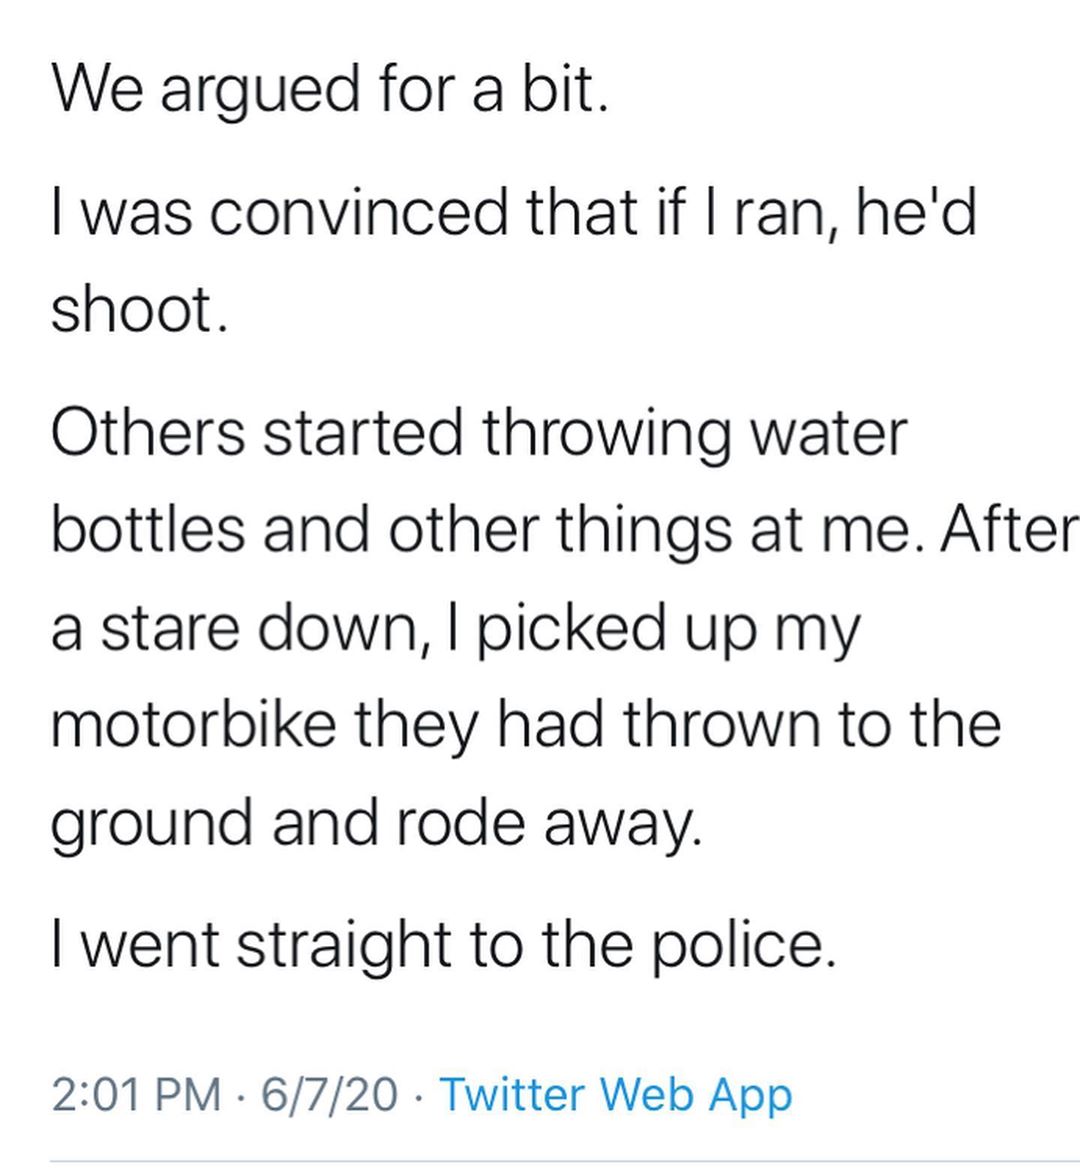 We argued for a bit.
I was convinced that if I ran, he'd
shoot.
Others started throwing water
bottles and other things at me. After
a stare down, I picked up my
motorbike they had thrown to the
ground and rode away.
I went straight to the police.
2:01 PM · 6/7/20 · Twitter Web App